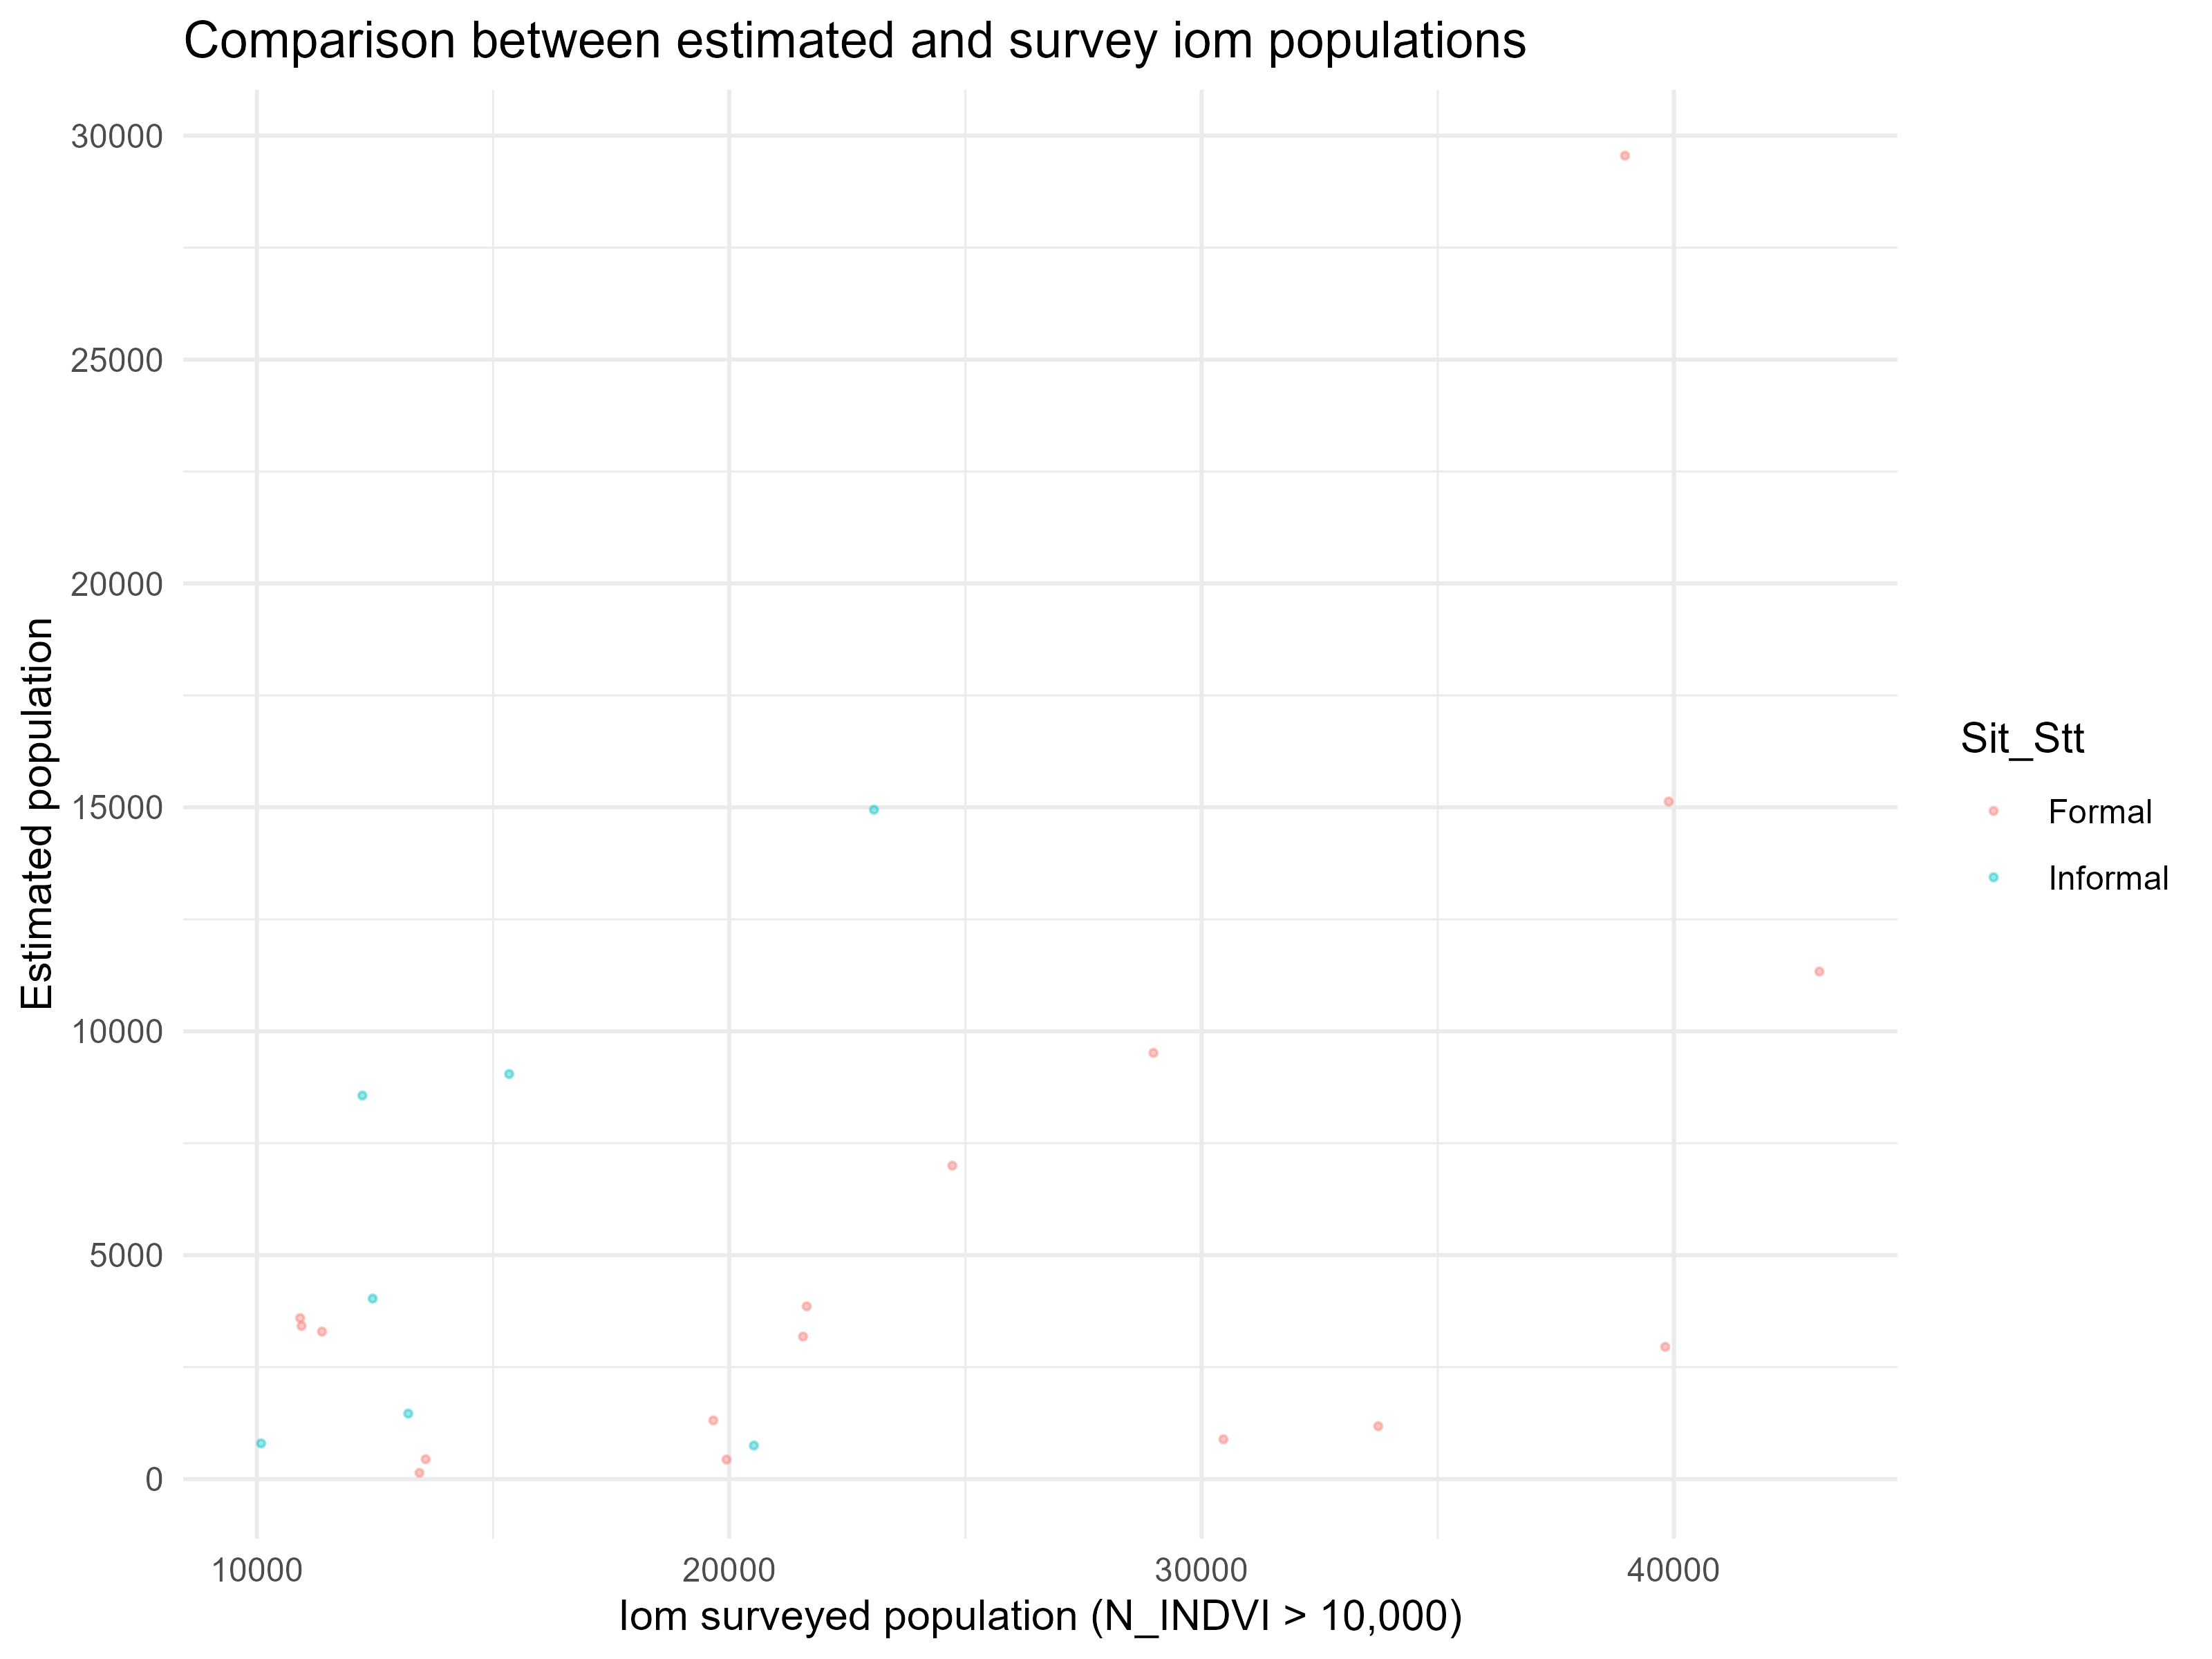 Comparison between estimated and survey iom populations
30000
25000
20000
15000
10000
5000
0
Estimated population
10000 20000 30000 40000
Iom surveyed population (N_INDVI > 10,000)
Sit_Stt
Formal
Informal